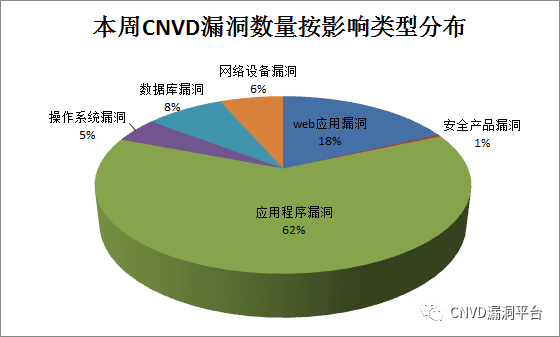 本周CNVD漏洞数量按影响类型分布
网络设备漏洞
6%
数据库漏洞
8%
操作系统漏洞
5%
web应用漏洞
18%
安全产品漏洞
1%
应用程序漏洞
62%
CNVD漏洞平台